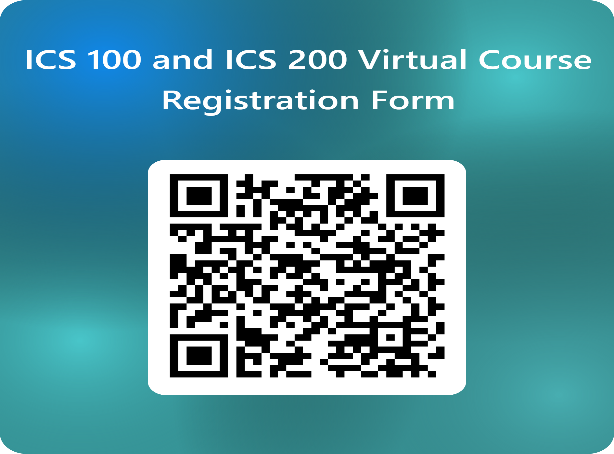 ICS 100 and ICS 200 Virtual Course
Registration Form